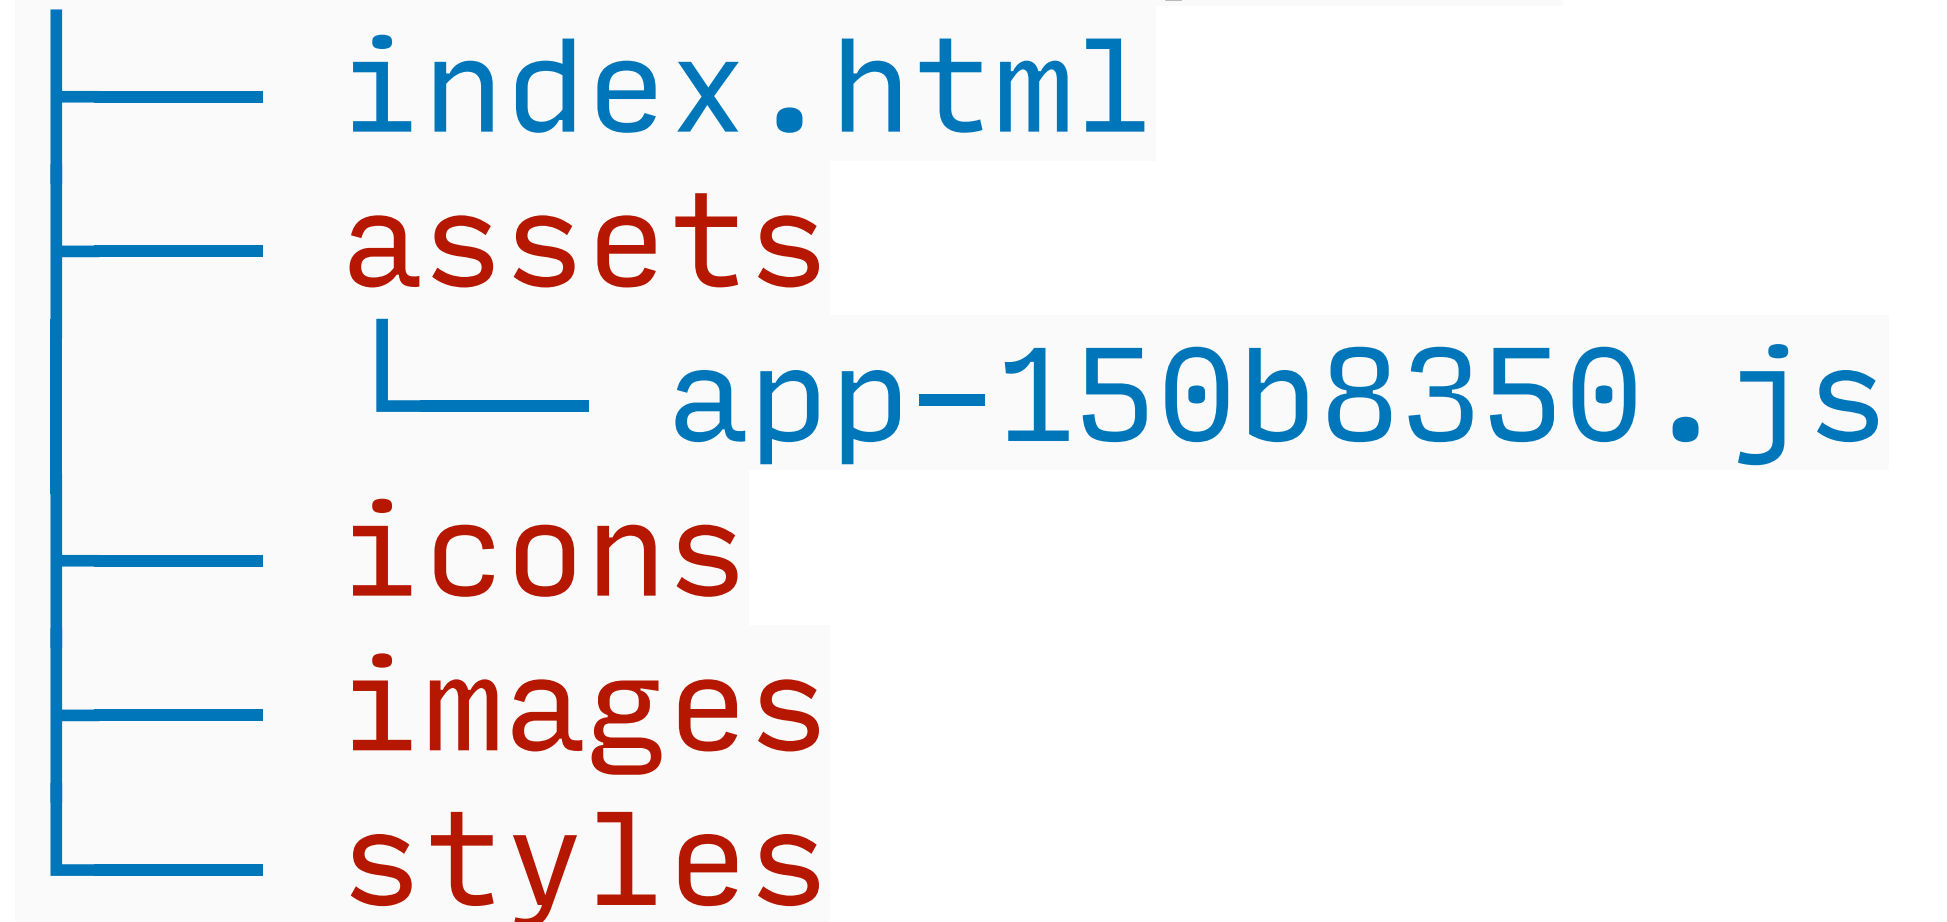 ├── index.html
├── assets
│   └── app-150b8350.js
├── icons
├── images
└── styles